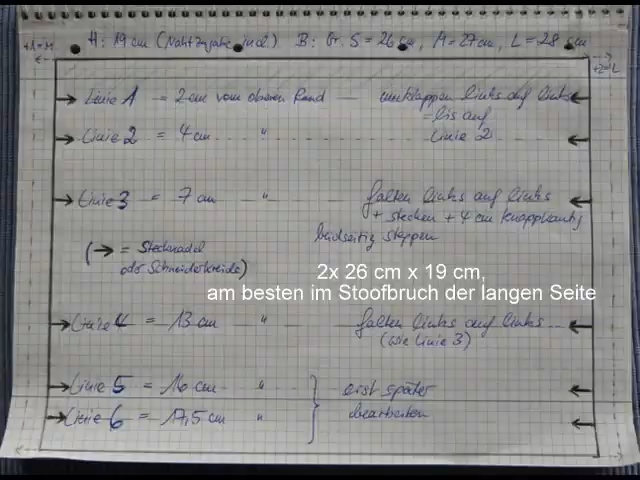 +1=M H: 19 cm (Nahtzugabe incl.) B: Gr. S = 26 cm, M = 27 cm, L = 28 cm
+2=L
→ Linie 1 = 2 cm vom oberen Rand — umklappen links auf links ←
= bis auf
→ Linie 2 = 4 cm " Linie 2 ←
→ Linie 3 = 7 cm " falten links auf links ←
+ stecken + 4 cm knappkantig
beidseitig steppen
(→ = Stecknadel
oder Schneiderkreide)
2x 26 cm x 19 cm,
am besten im Stoofbruch der langen Seite
→ Linie 4 = 13 cm " falten links auf links ←
(wie Linie 3)
→ Linie 5 = 16 cm " } erst später ←
→ Linie 6 = 17,5 cm " bearbeiten ←